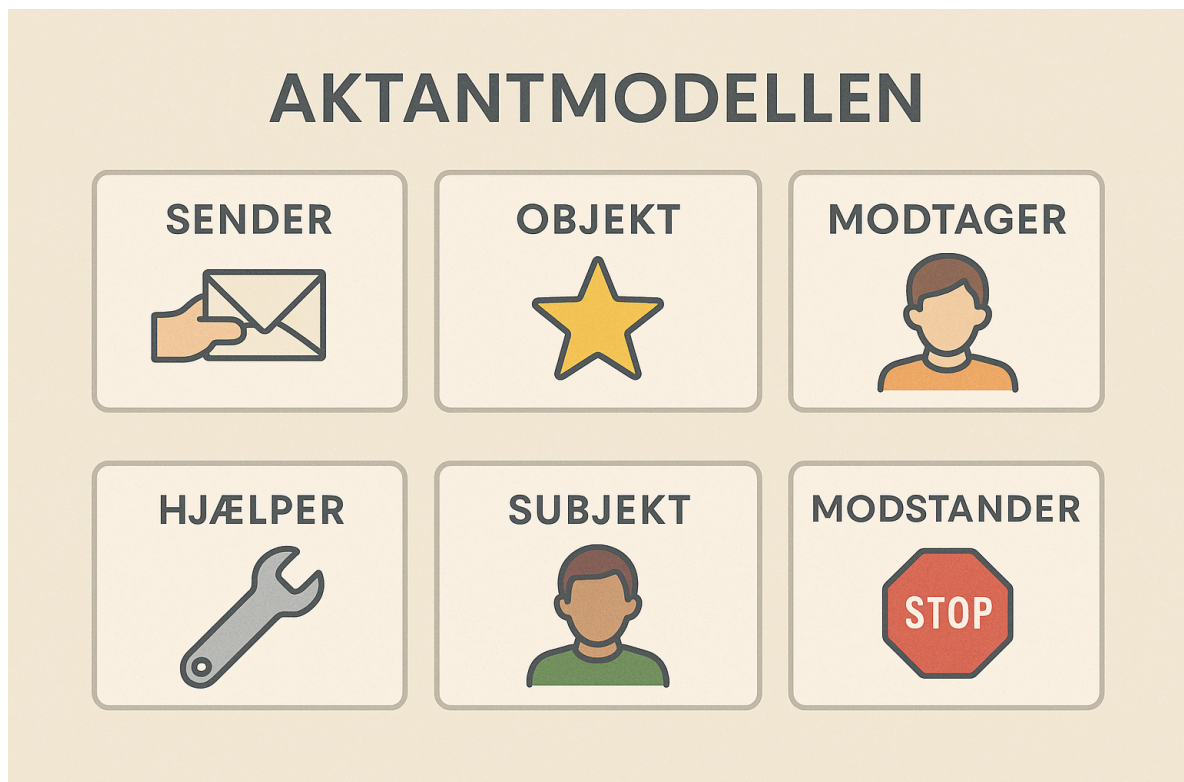 AKTANTMODELLEN
SENDER
OBJEKT
MODTAGER
HJÆLPER
SUBJEKT
MODSTANDER
STOP